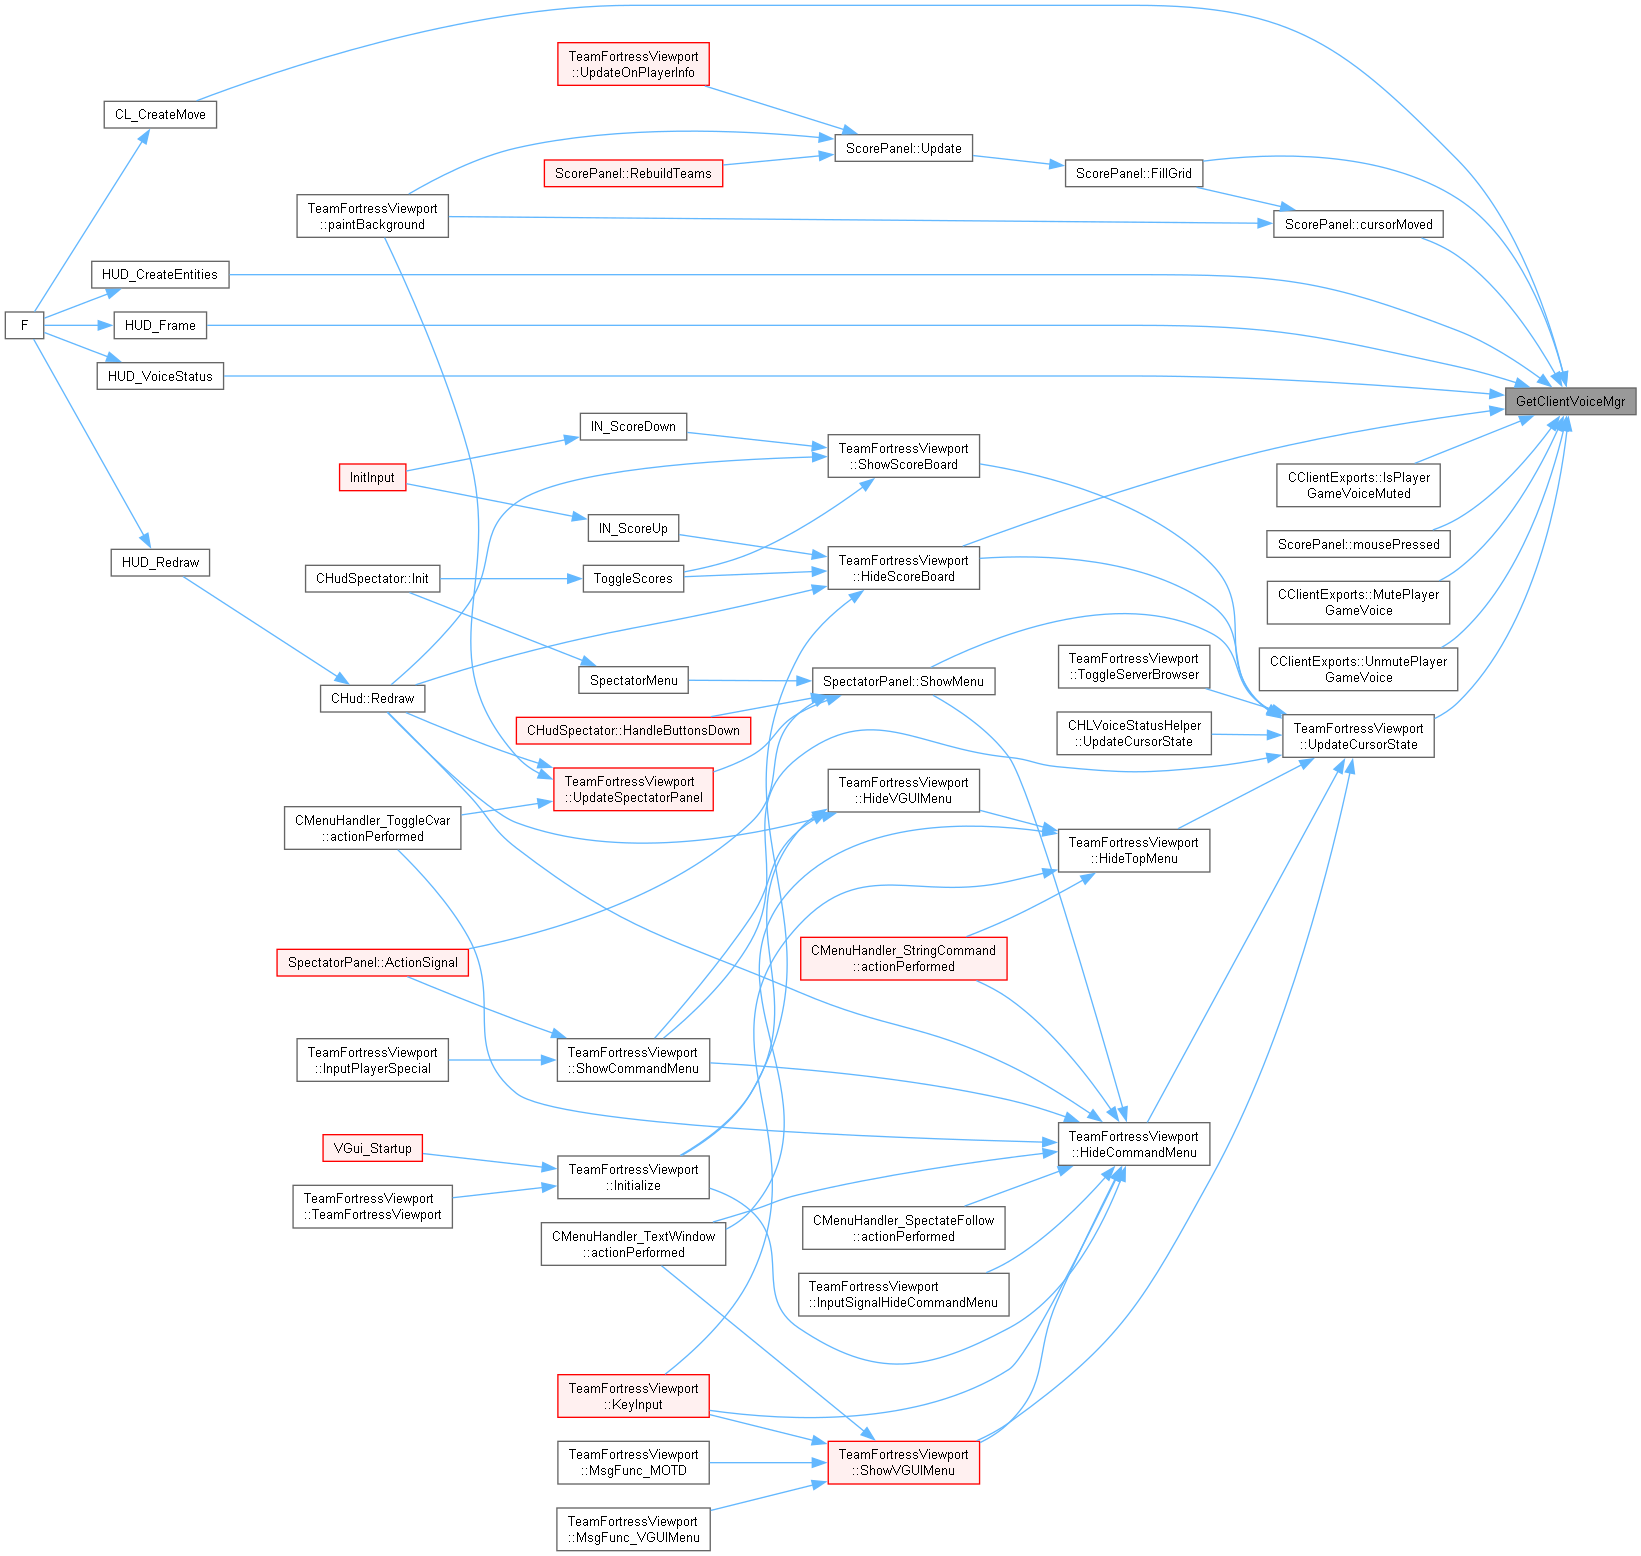 TeamFortressViewport
::UpdateOnPlayerInfo
CL_CreateMove
ScorePanel::Update
ScorePanel::RebuildTeams
ScorePanel::FillGrid
TeamFortressViewport
::paintBackground
ScorePanel::cursorMoved
HUD_CreateEntities
F
HUD_Frame
HUD_VoiceStatus
GetClientVoiceMgr
IN_ScoreDown
TeamFortressViewport
::ShowScoreBoard
InitInput
CClientExports::IsPlayer
GameVoiceMuted
IN_ScoreUp
ScorePanel::mousePressed
HUD_Redraw
TeamFortressViewport
::HideScoreBoard
CHudSpectator::Init
ToggleScores
CClientExports::MutePlayer
GameVoice
TeamFortressViewport
::ToggleServerBrowser
CClientExports::UnmutePlayer
GameVoice
SpectatorMenu
SpectatorPanel::ShowMenu
CHud::Redraw
CHudSpectator::HandleButtonsDown
CHLVoiceStatusHelper
::UpdateCursorState
TeamFortressViewport
::UpdateCursorState
TeamFortressViewport
::UpdateSpectatorPanel
TeamFortressViewport
::HideVGUIMenu
CMenuHandler_ToggleCvar
::actionPerformed
TeamFortressViewport
::HideTopMenu
CMenuHandler_StringCommand
::actionPerformed
SpectatorPanel::ActionSignal
TeamFortressViewport
::InputPlayerSpecial
TeamFortressViewport
::ShowCommandMenu
VGui_Startup
TeamFortressViewport
::HideCommandMenu
TeamFortressViewport
::Initialize
TeamFortressViewport
::TeamFortressViewport
CMenuHandler_TextWindow
::actionPerformed
CMenuHandler_SpectateFollow
::actionPerformed
TeamFortressViewport
::InputSignalHideCommandMenu
TeamFortressViewport
::KeyInput
TeamFortressViewport
::MsgFunc_MOTD
TeamFortressViewport
::ShowVGUIMenu
TeamFortressViewport
::MsgFunc_VGUIMenu